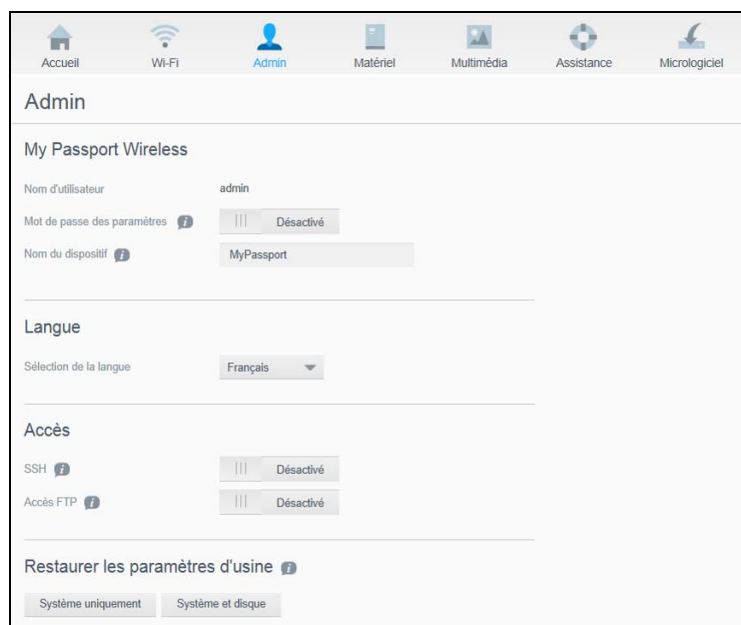 Accueil Wi-Fi Admin Matériel Multimédia Assistance Micrologiciel
Admin
My Passport Wireless
Nom d'utilisateur admin
Mot de passe des paramètres i Désactivé
Nom du dispositif i MyPassport
Langue
Sélection de la langue Français
Accès
SSH i Désactivé
Accès FTP i Désactivé
Restaurer les paramètres d'usine i
Système uniquement Système et disque